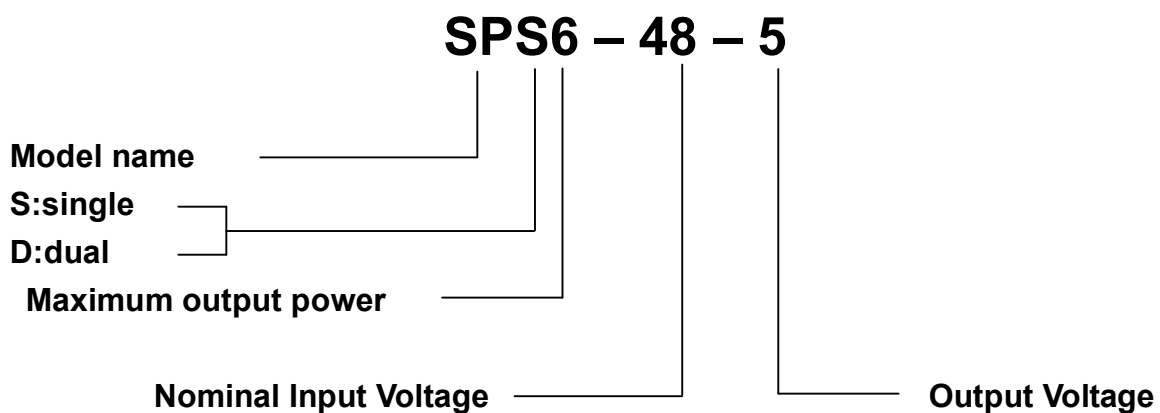 SPS6 – 48 – 5
Model name
S:single
D:dual
Maximum output power
Nominal Input Voltage
Output Voltage